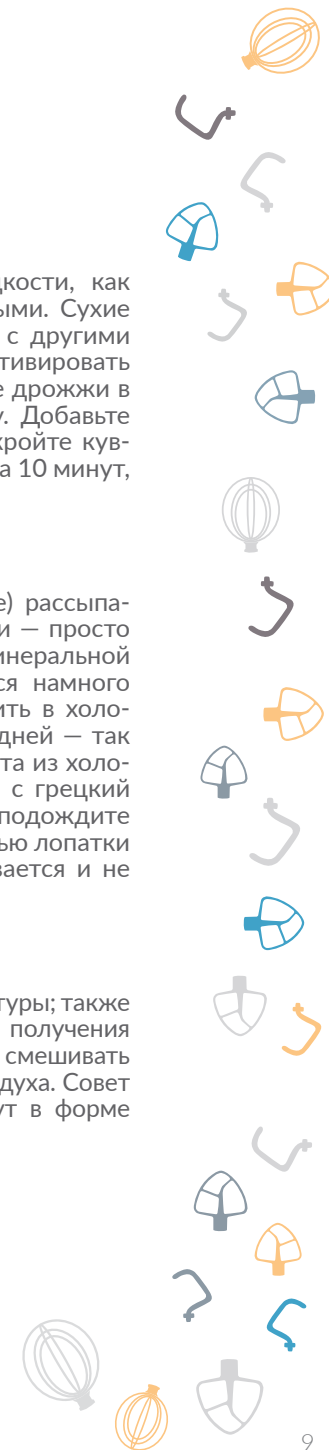 дкости, как
ыми. Сухие
с другими
тивировать
е дрожжи в
у. Добавьте
кройте кув-
а 10 минут,
е) рассыпа-
и — просто
инеральной
ся намного
ить в холо-
дней — так
та из холо-
с грецкий
подождите
ью лопатки
вается и не
туры; также
получения
смешивать
духа. Совет
ут в форме
9